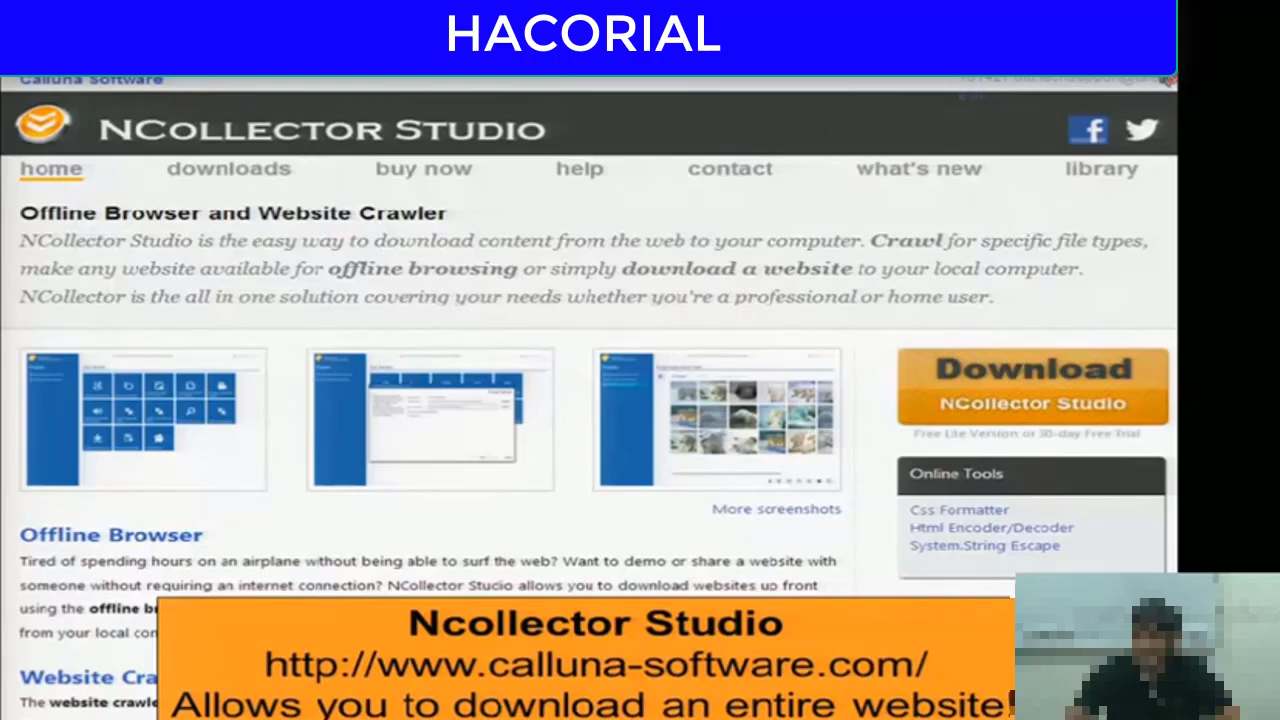 HACORIAL
Calluna Software
NCOLLECTOR STUDIO
home downloads buy now help contact what's new library
Offline Browser and Website Crawler
NCollector Studio is the easy way to download content from the web to your computer. Crawl for specific file types,
make any website available for offline browsing or simply download a website to your local computer.
NCollector is the all in one solution covering your needs whether you're a professional or home user.
Download
NCollector Studio
Free Lite Version or 30-day Free Trial
Online Tools
Css Formatter
Html Encoder/Decoder
System.String Escape
More screenshots
Offline Browser
Tired of spending hours on an airplane without being able to surf the web? Want to demo or share a website with
someone without requiring an internet connection? NCollector Studio allows you to download websites up front
using the offline
from your local
Website
The website
Ncollector Studio
http://www.calluna-software.com/
Allows you to download an entire website!